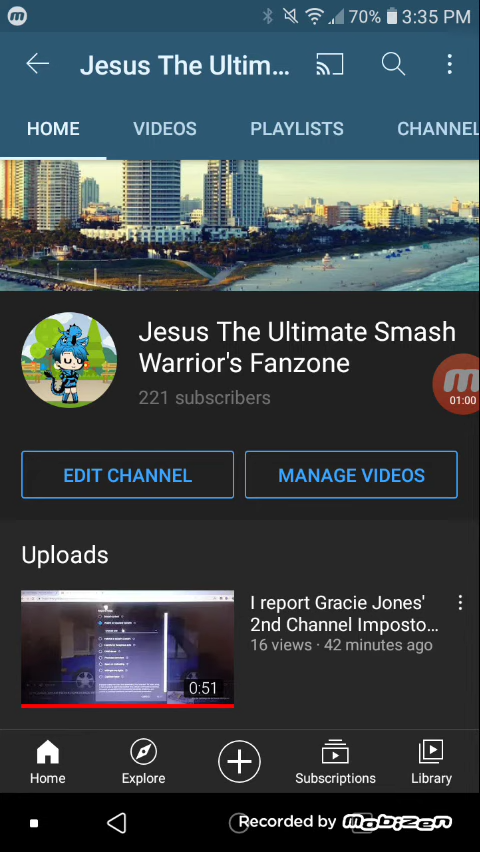 70% 3:35 PM
Jesus The Ultim...
HOME VIDEOS PLAYLISTS CHANNEL
Jesus The Ultimate Smash
Warrior's Fanzone
221 subscribers
01:00
EDIT CHANNEL MANAGE VIDEOS
Uploads
I report Gracie Jones'
2nd Channel Imposto...
16 views · 42 minutes ago
0:51
Home Explore Subscriptions Library
Recorded by Mobizen